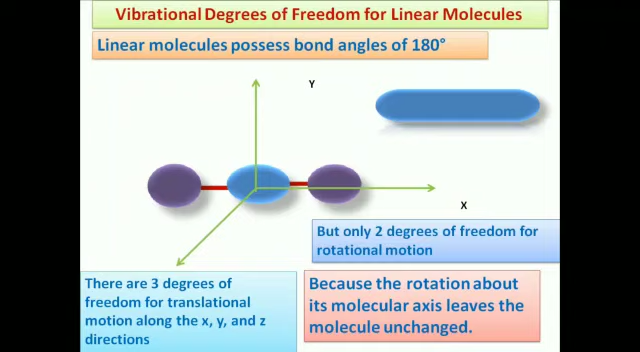 Vibrational Degrees of Freedom for Linear Molecules
Linear molecules possess bond angles of 180°
Y
X
But only 2 degrees of freedom for
rotational motion
There are 3 degrees of
freedom for translational
motion along the x, y, and z
directions
Because the rotation about
its molecular axis leaves the
molecule unchanged.